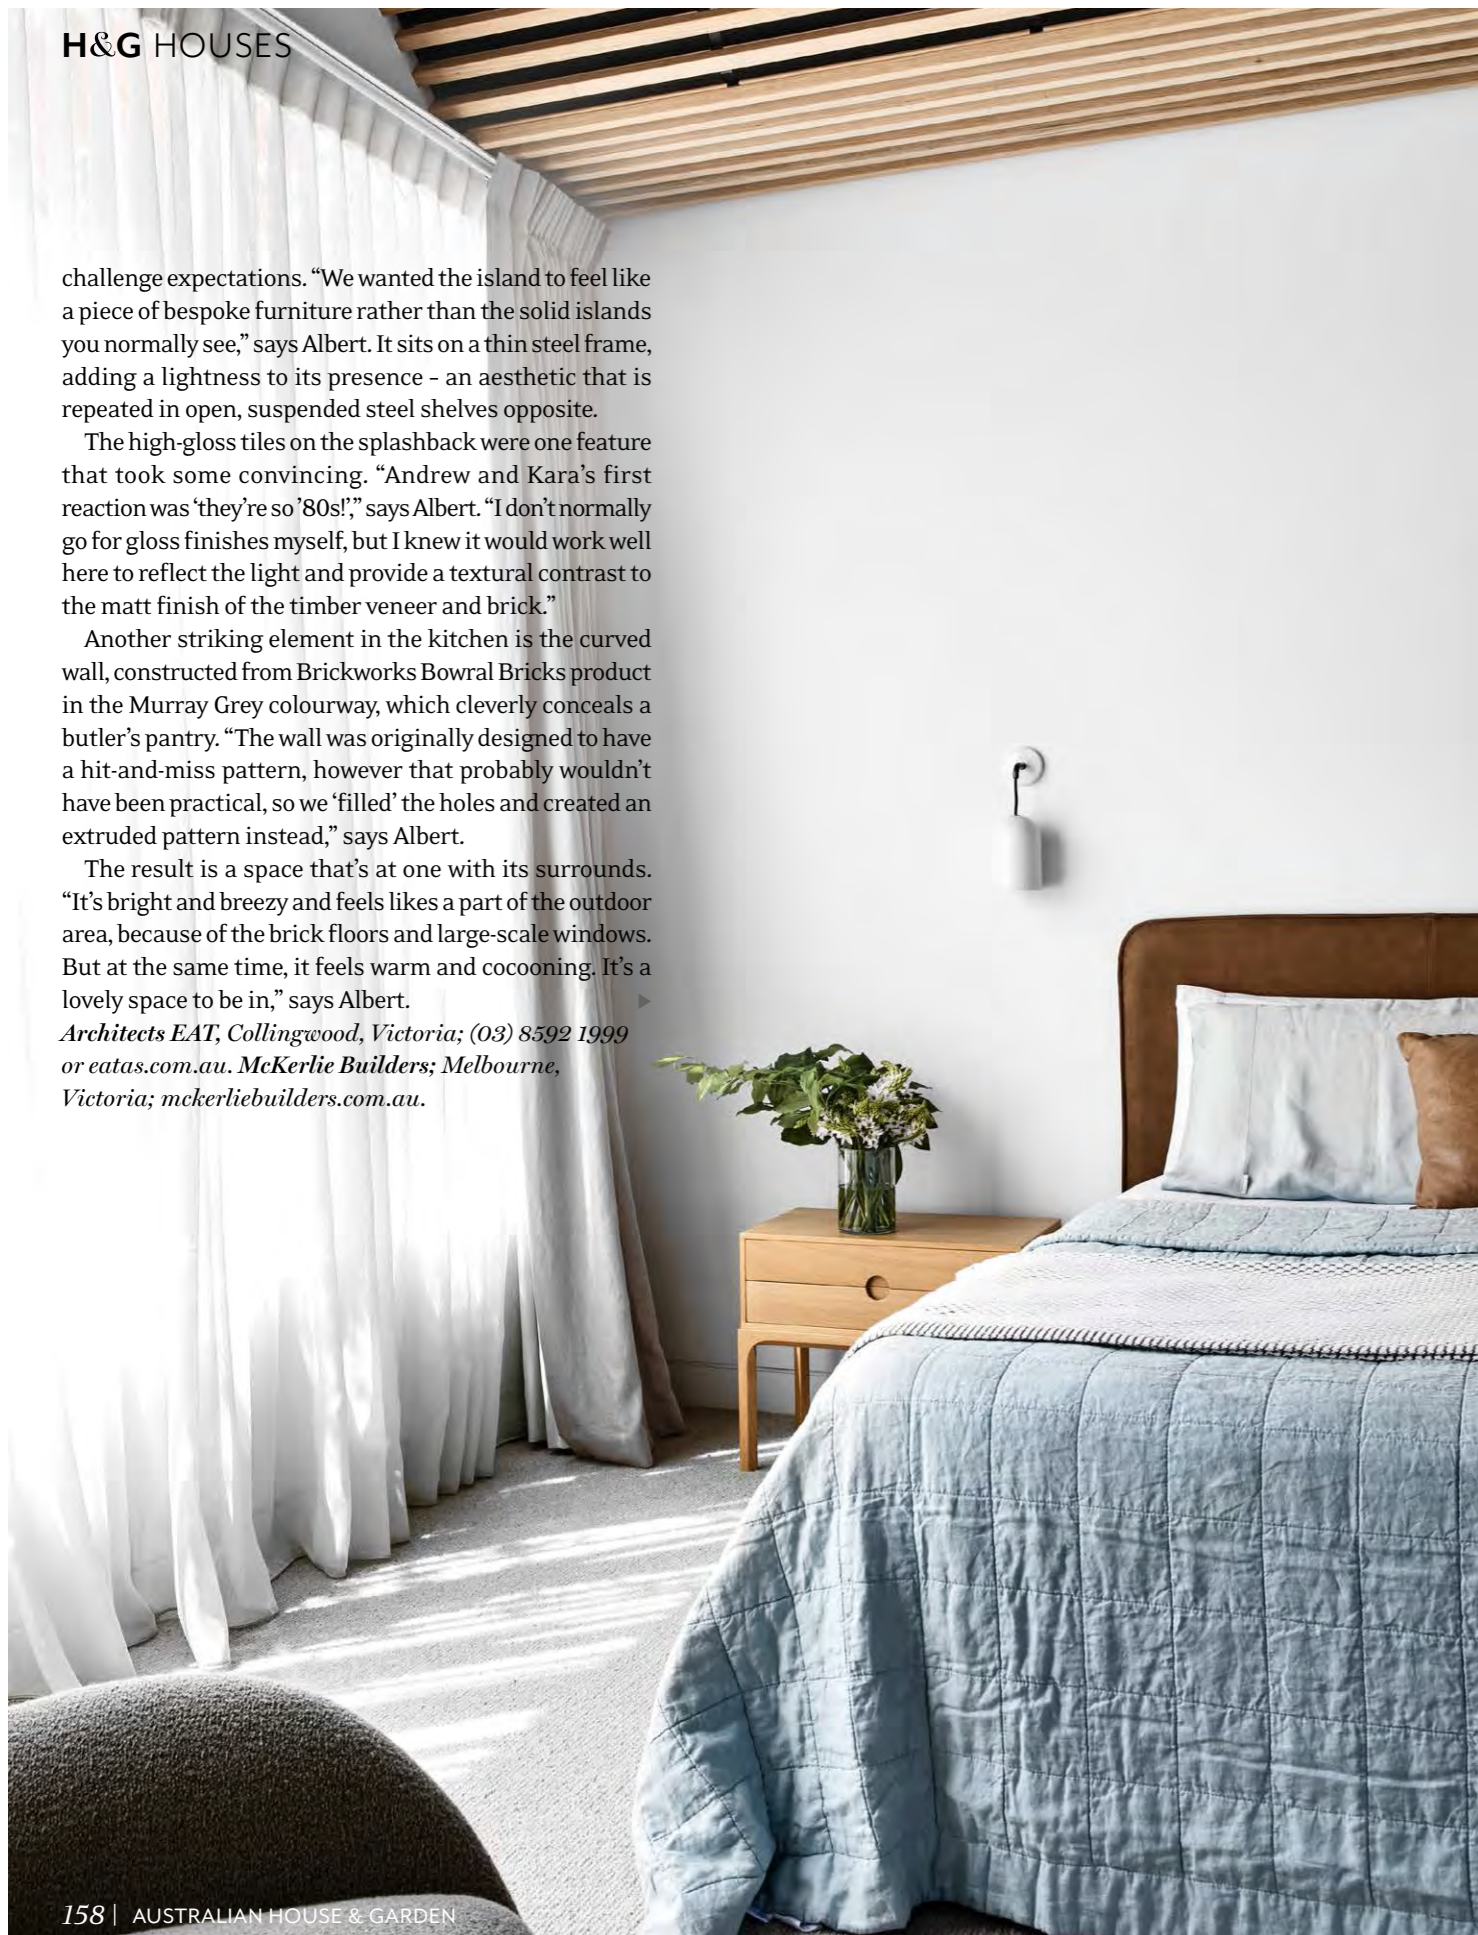 H&G HOUSES
challenge expectations. “We wanted the island to feel like
a piece of bespoke furniture rather than the solid islands
you normally see,” says Albert. It sits on a thin steel frame,
adding a lightness to its presence – an aesthetic that is
repeated in open, suspended steel shelves opposite.
The high-gloss tiles on the splashback were one feature
that took some convincing. “Andrew and Kara’s first
reaction was ‘they’re so ’80s!’,” says Albert. “I don’t normally
go for gloss finishes myself, but I knew it would work well
here to reflect the light and provide a textural contrast to
the matt finish of the timber veneer and brick.”
Another striking element in the kitchen is the curved
wall, constructed from Brickworks Bowral Bricks product
in the Murray Grey colourway, which cleverly conceals a
butler’s pantry. “The wall was originally designed to have
a hit-and-miss pattern, however that probably wouldn’t
have been practical, so we ‘filled’ the holes and created an
extruded pattern instead,” says Albert.
The result is a space that’s at one with its surrounds.
“It’s bright and breezy and feels likes a part of the outdoor
area, because of the brick floors and large-scale windows.
But at the same time, it feels warm and cocooning. It’s a
lovely space to be in,” says Albert.
Architects EAT, Collingwood, Victoria; (03) 8592 1999
or eatas.com.au. McKerlie Builders; Melbourne,
Victoria; mckerliebuilders.com.au.
158 | AUSTRALIAN HOUSE & GARDEN